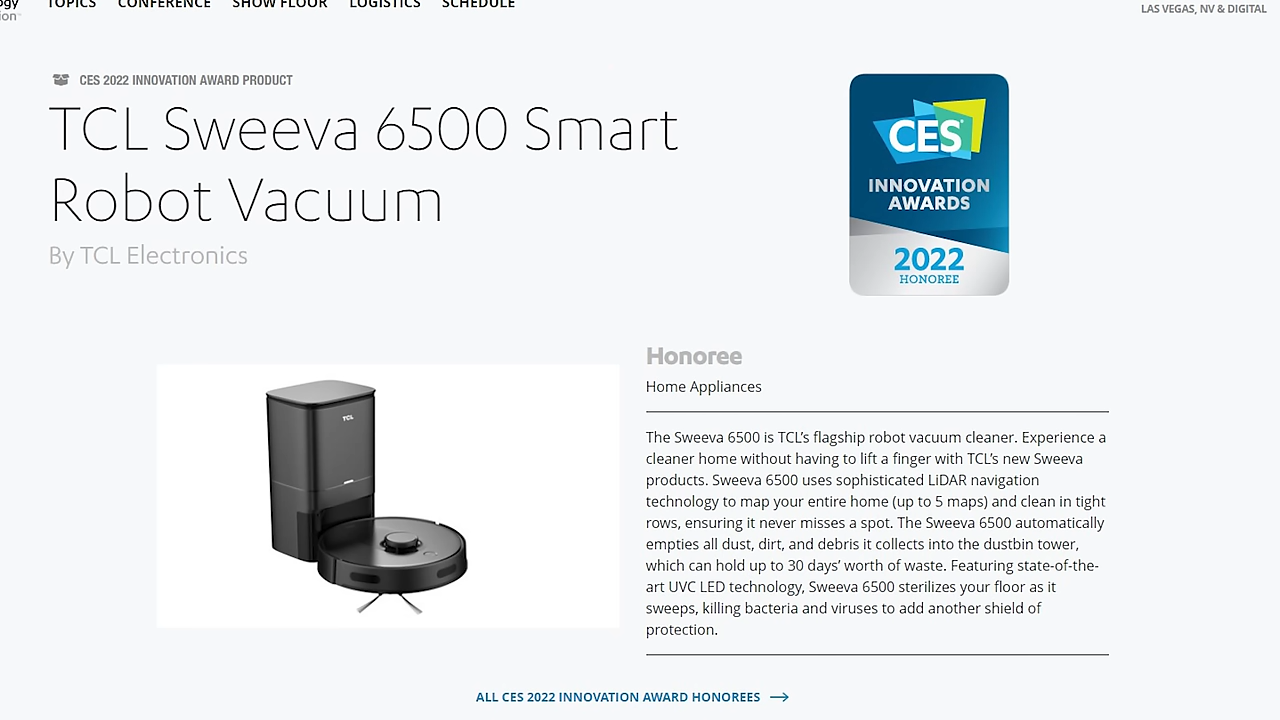 TOPICS CONFERENCE SHOW FLOOR LOGISTICS SCHEDULE
LAS VEGAS, NV & DIGITAL
CES 2022 INNOVATION AWARD PRODUCT
TCL Sweeva 6500 Smart
Robot Vacuum
By TCL Electronics
CES
INNOVATION
AWARDS
2022
HONOREE
TCL
Honoree
Home Appliances
The Sweeva 6500 is TCL’s flagship robot vacuum cleaner. Experience a
cleaner home without having to lift a finger with TCL’s new Sweeva
products. Sweeva 6500 uses sophisticated LiDAR navigation
technology to map your entire home (up to 5 maps) and clean in tight
rows, ensuring it never misses a spot. The Sweeva 6500 automatically
empties all dust, dirt, and debris it collects into the dustbin tower,
which can hold up to 30 days’ worth of waste. Featuring state-of-the-
art UVC LED technology, Sweeva 6500 sterilizes your floor as it
sweeps, killing bacteria and viruses to add another shield of
protection.
ALL CES 2022 INNOVATION AWARD HONOREES